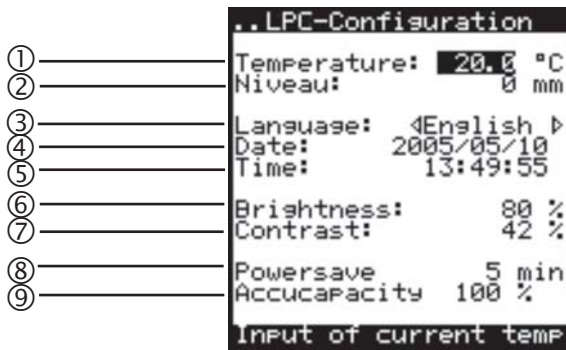 ..LPC-Configuration
① Temperature: 20.0 °C
② Niveau: 0 mm
③ Language: ◁English ▷
④ Date: 2005/05/10
⑤ Time: 13:49:55
⑥ Brightness: 80 %
⑦ Contrast: 42 %
⑧ Powersave 5 min
⑨ Accucapacity 100 %
Input of current temp